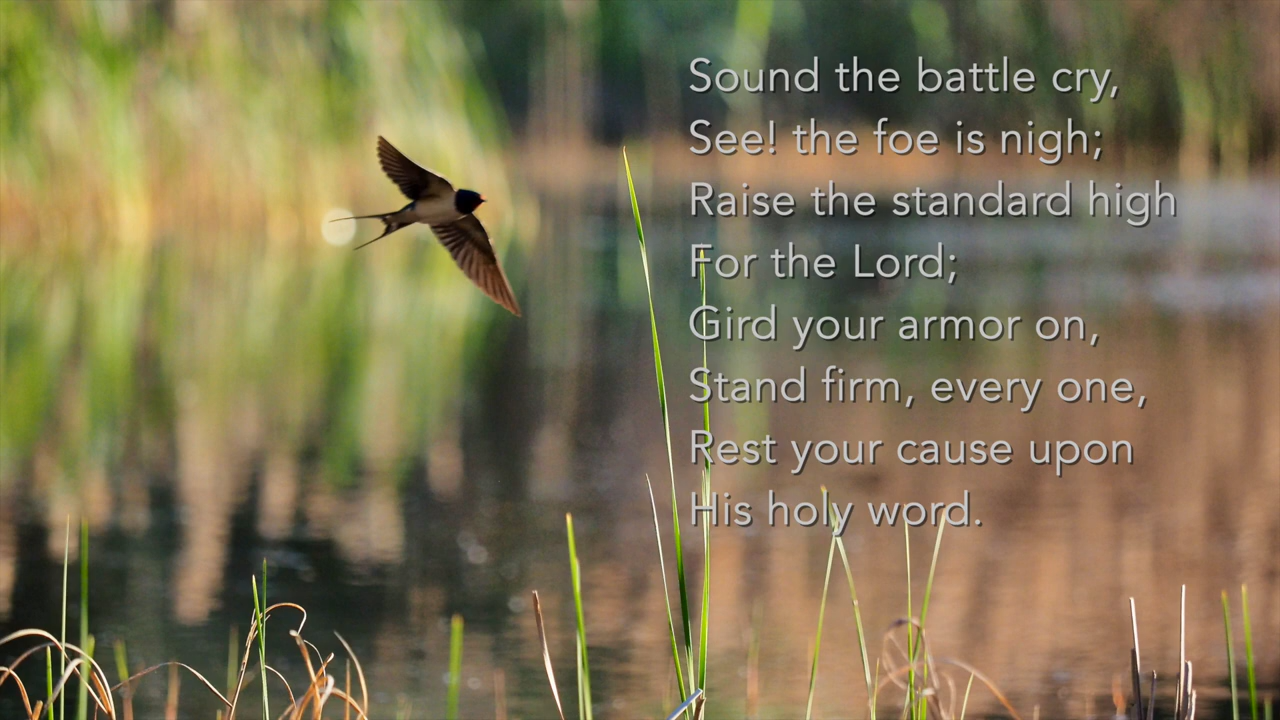 Sound the battle cry,
See! the foe is nigh;
Raise the standard high
For the Lord;
Gird your armor on,
Stand firm, every one,
Rest your cause upon
His holy word.